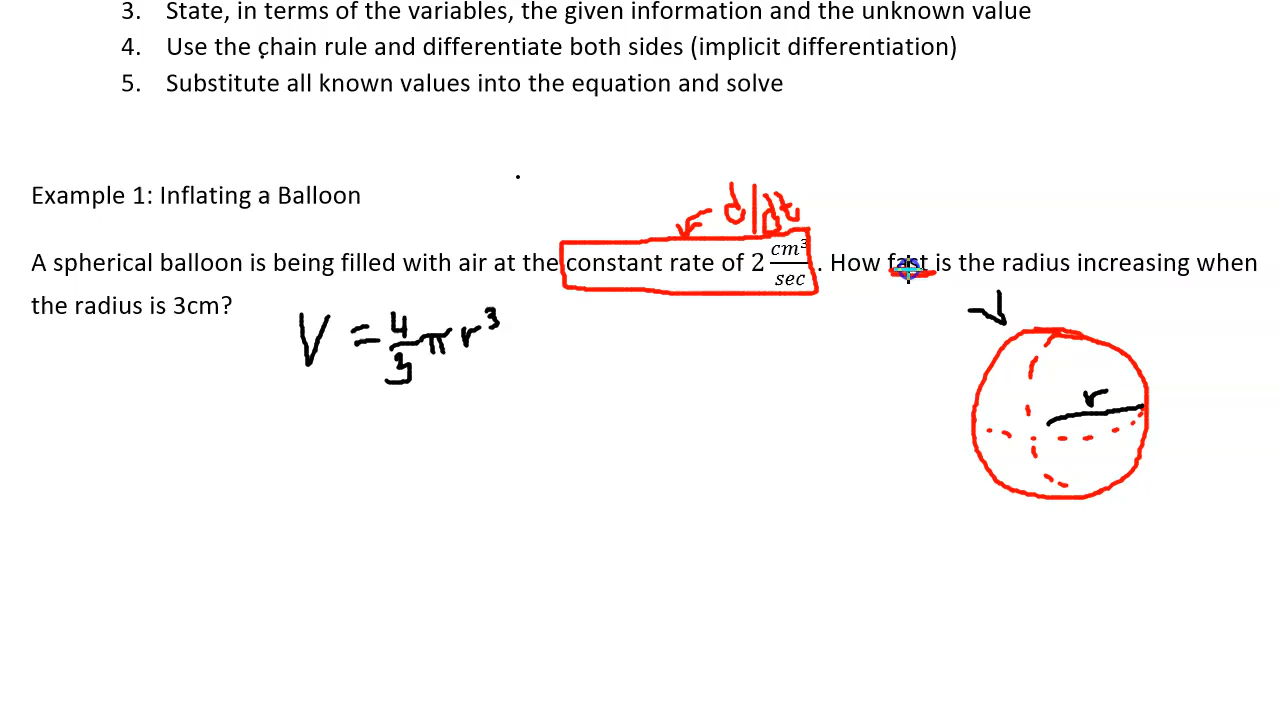 3. State, in terms of the variables, the given information and the unknown value
4. Use the chain rule and differentiate both sides (implicit differentiation)
5. Substitute all known values into the equation and solve
Example 1: Inflating a Balloon
d/dt
A spherical balloon is being filled with air at the constant rate of 2 cm³/sec . How fast is the radius increasing when
the radius is 3cm?
V = 4/3 π r³
r